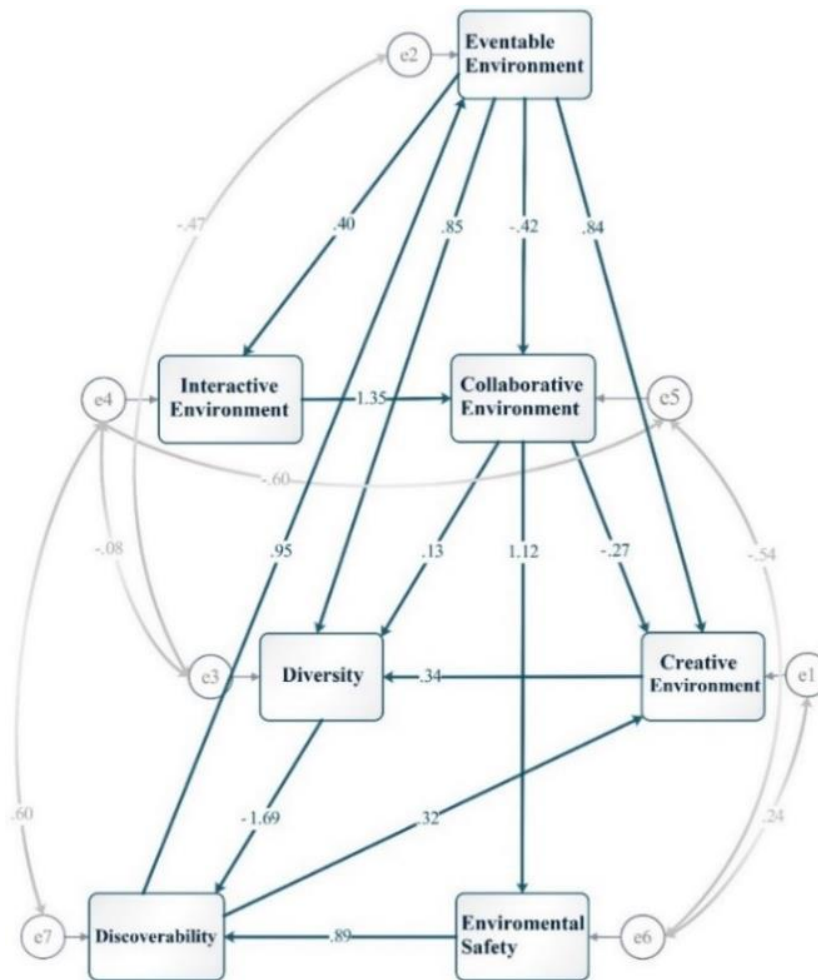 e2
Eventable
Environment
-.47
.40
.85
-.42
.84
e4
Interactive
Environment
1.35
Collaborative
Environment
e5
-.60
-.08
.95
.13
1.12
-.27
-.54
e3
Diversity
.34
Creative
Environment
e1
.60
-1.69
.32
.24
e7
Discoverability
.89
Enviromental
Safety
e6